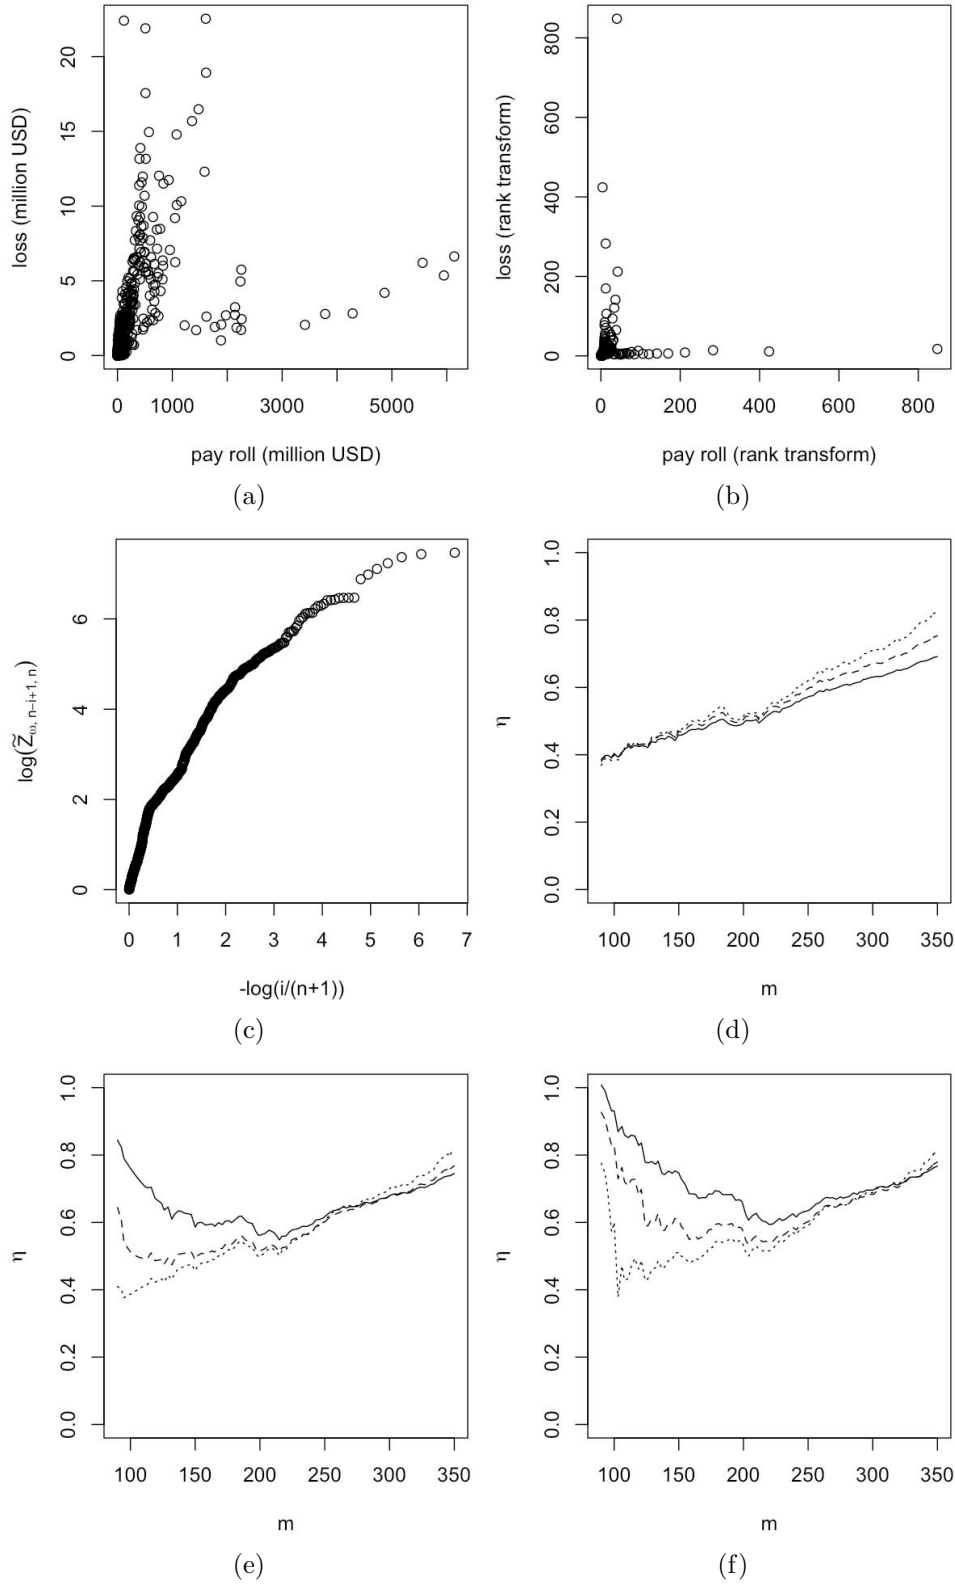 loss (million USD)
20
15
10
5
0
0 1000 3000 5000
pay roll (million USD)
(a)
loss (rank transform)
800
600
400
200
0
0 200 400 600 800
pay roll (rank transform)
(b)
log(Z̃ω, n−i+1, n)
6
4
2
0
0 1 2 3 4 5 6 7
-log(i/(n+1))
(c)
η
1.0
0.8
0.6
0.4
0.2
0.0
100 150 200 250 300 350
m
(d)
η
1.0
0.8
0.6
0.4
0.2
0.0
100 150 200 250 300 350
m
(e)
η
1.0
0.8
0.6
0.4
0.2
0.0
100 150 200 250 300 350
m
(f)